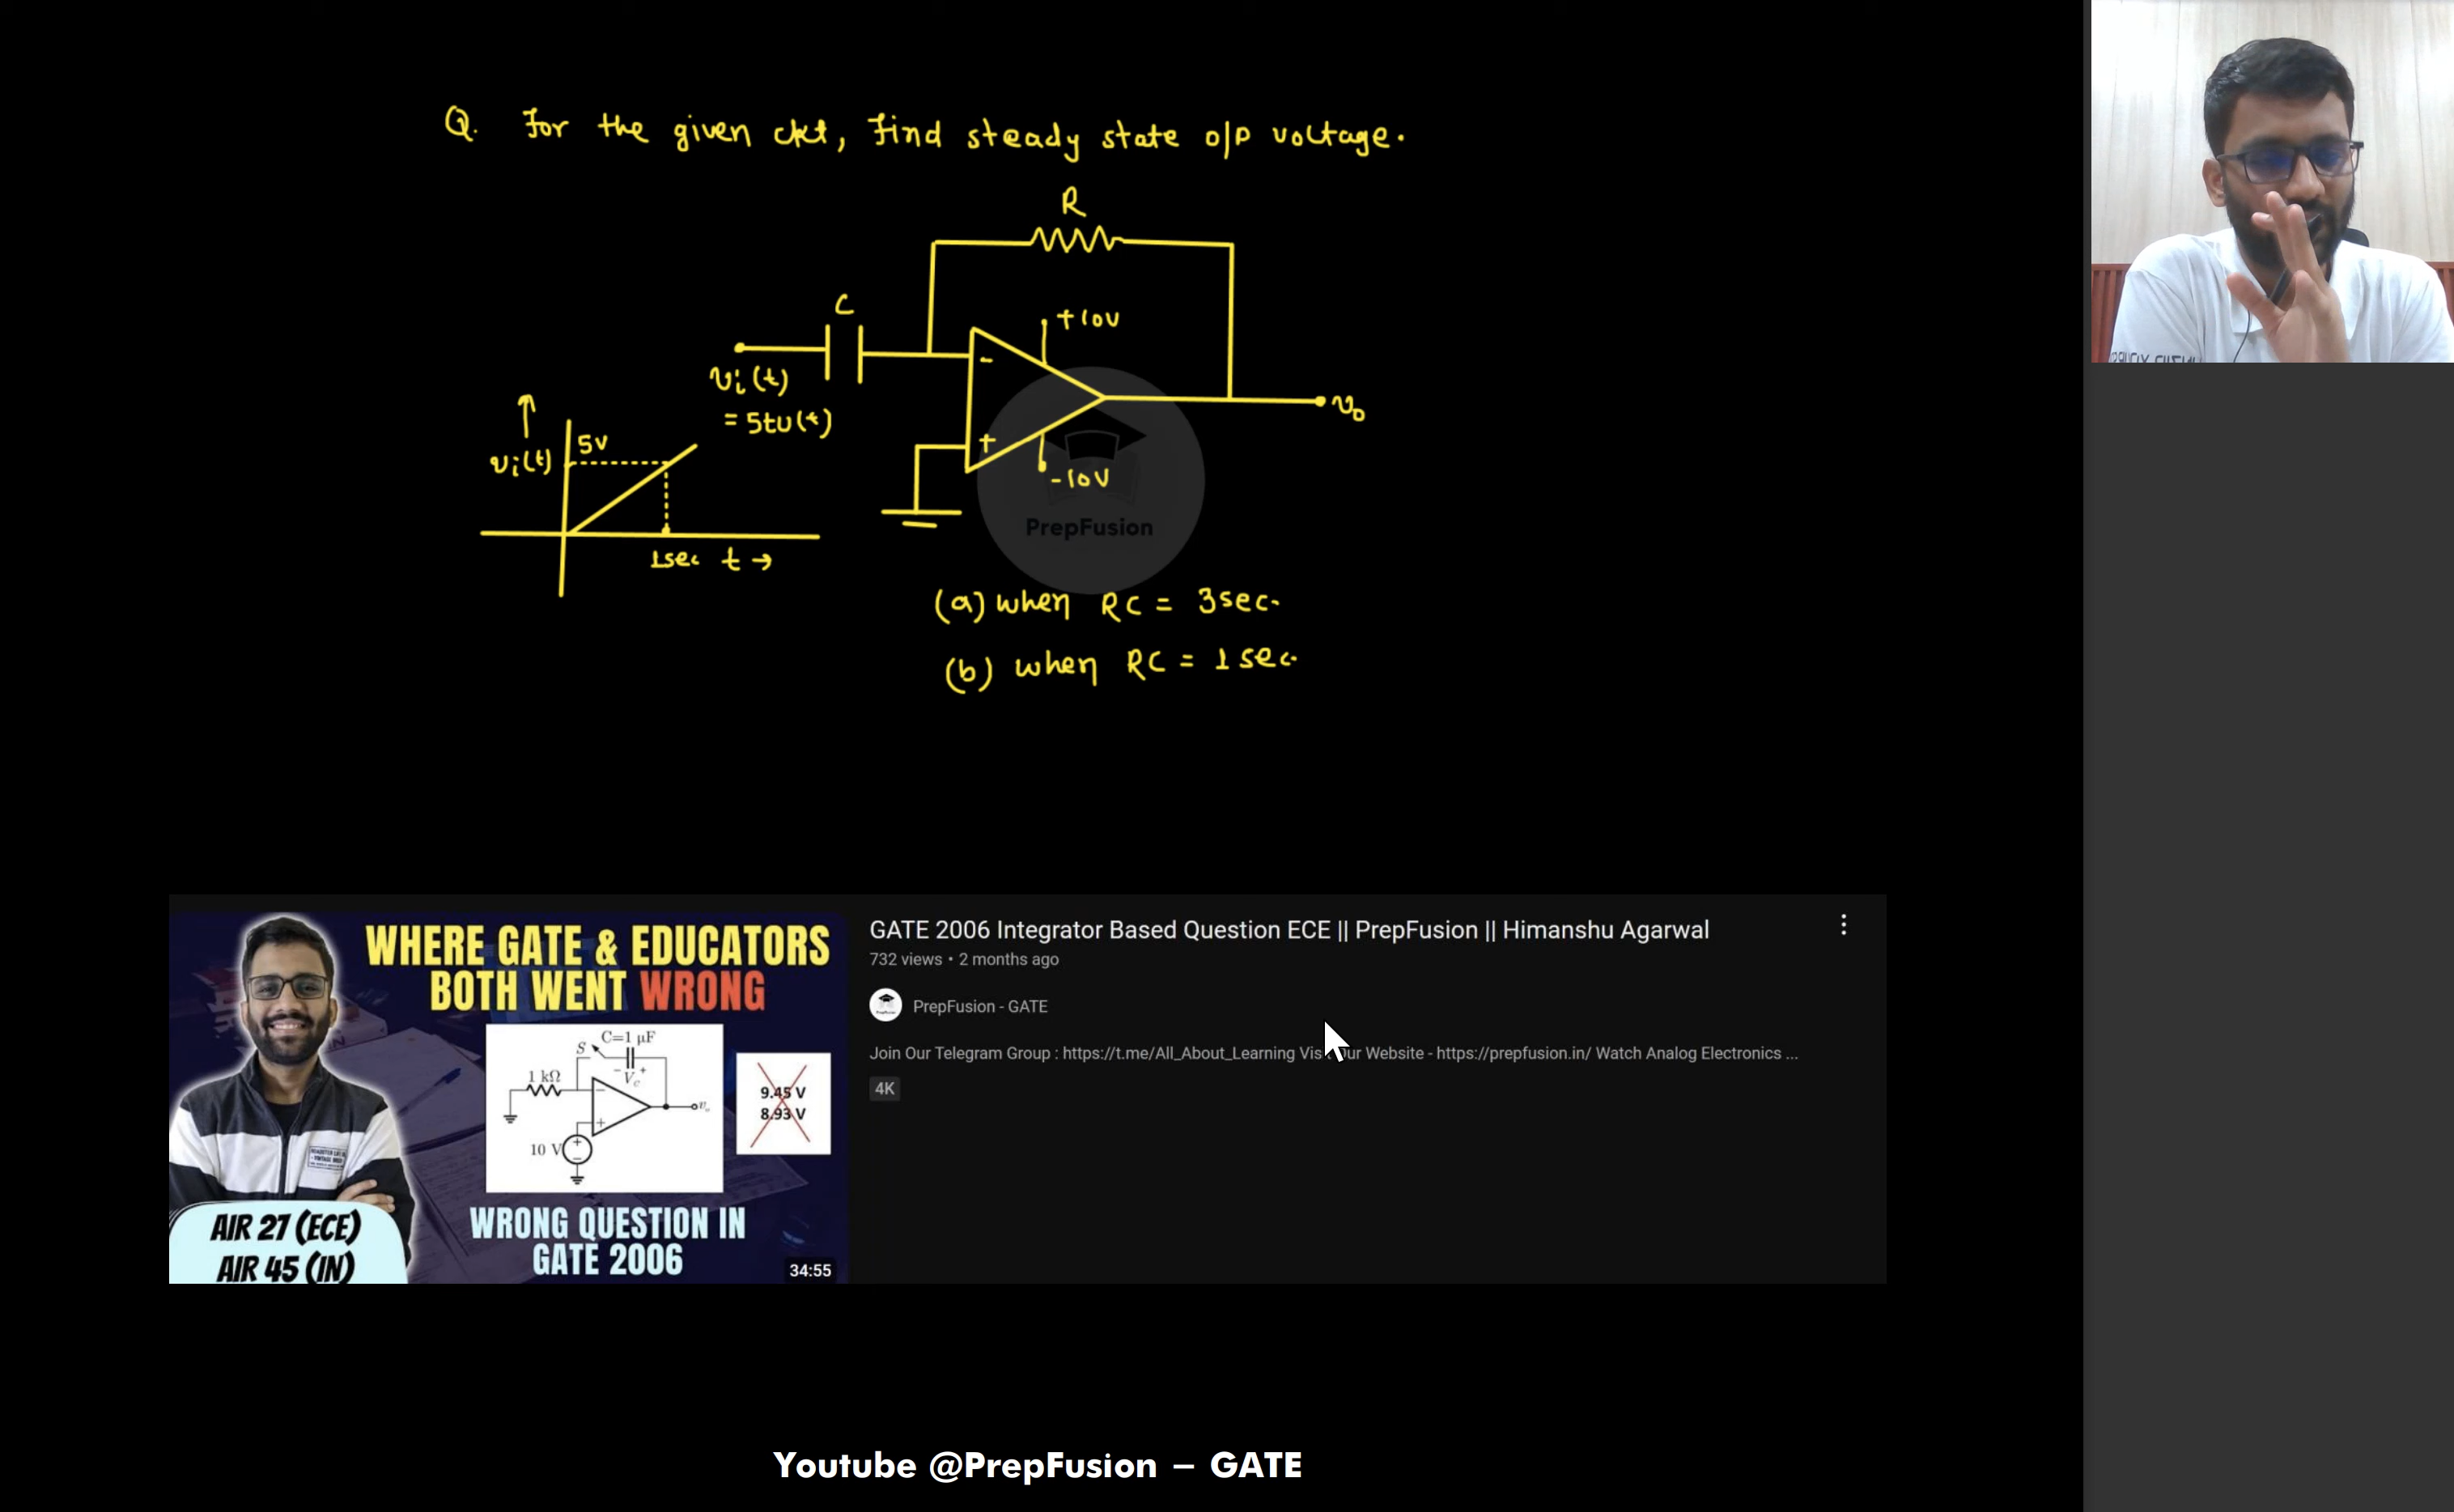 Q. For the given ckt, find steady state o/p voltage.
R
C
+10V
-
vi(t)
= 5tu(t)
vo
+
-10V
vi(t)
5V
1sec t →
PrepFusion
(a) when RC = 3sec.
(b) when RC = 1sec.
WHERE GATE & EDUCATORS
BOTH WENT WRONG
C=1 μF
S
- Vc +
1 kΩ
10 V
9.45 V
8.93 V
AIR 27 (ECE)
AIR 45 (IN)
WRONG QUESTION IN
GATE 2006
34:55
GATE 2006 Integrator Based Question ECE || PrepFusion || Himanshu Agarwal
732 views • 2 months ago
PrepFusion - GATE
Join Our Telegram Group : https://t.me/All_About_Learning Our Website - https://prepfusion.in/ Watch Analog Electronics ...
4K
Youtube @PrepFusion – GATE